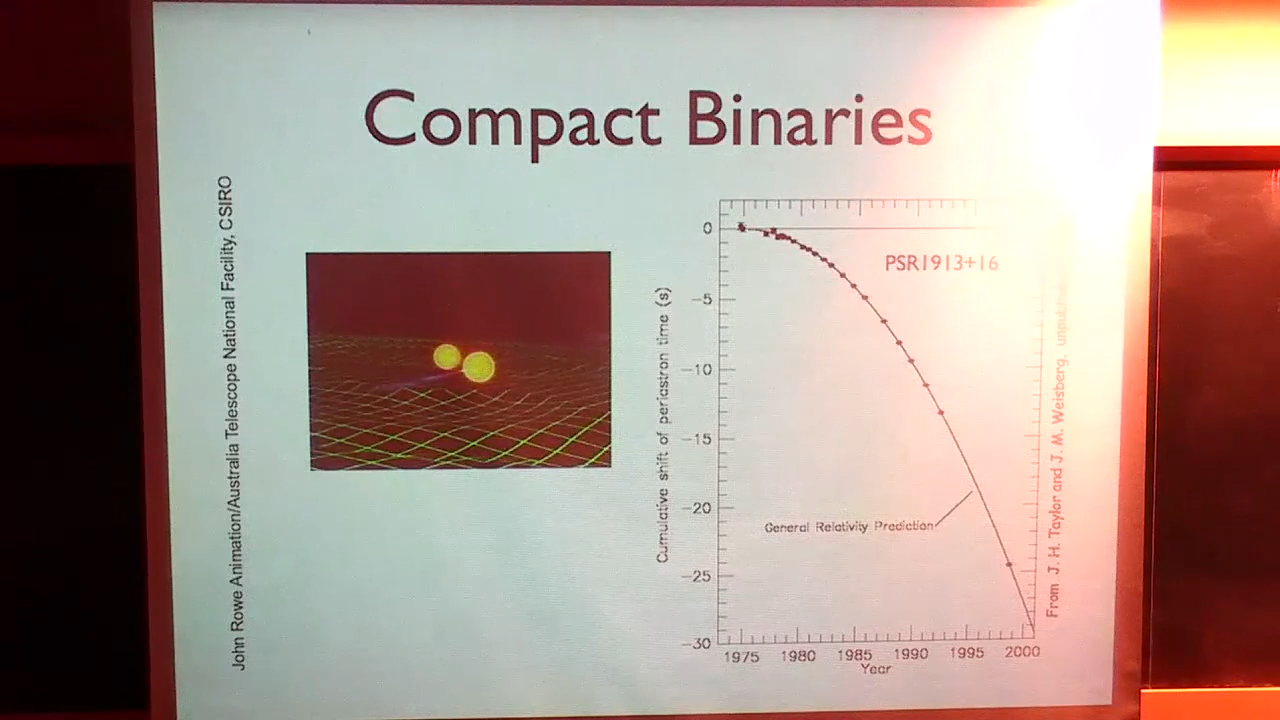 Compact Binaries
John Rowe Animation/Australia Telescope National Facility, CSIRO
PSR1913+16
Cumulative shift of periastron time (s)
0
−5
−10
−15
−20
−25
−30
General Relativity Prediction
1975 1980 1985 1990 1995 2000
Year
From J. H. Taylor and J. M. Weisberg,